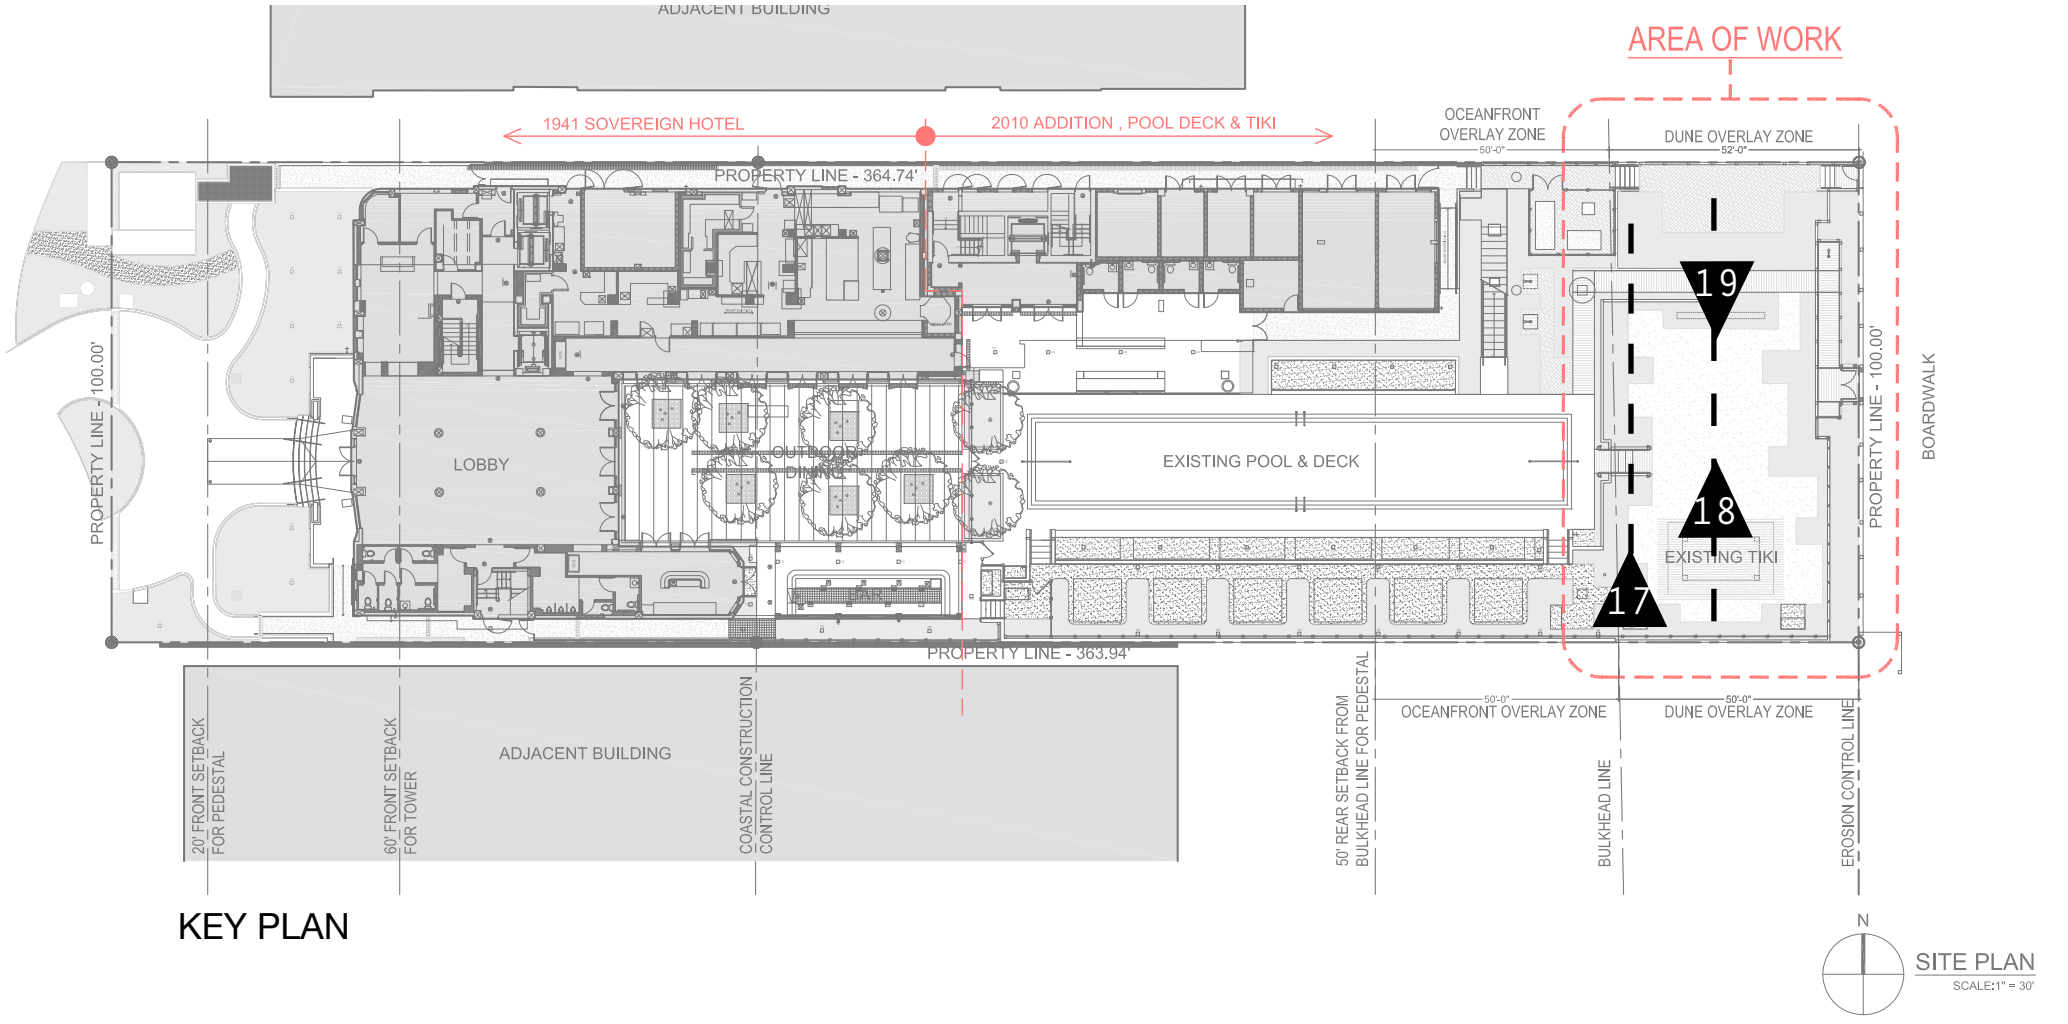 ADJACENT BUILDING
AREA OF WORK
1941 SOVEREIGN HOTEL
2010 ADDITION , POOL DECK & TIKI
OCEANFRONT
OVERLAY ZONE
50'-0"
DUNE OVERLAY ZONE
52'-0"
PROPERTY LINE - 364.74'
PROPERTY LINE - 100.00'
19
PROPERTY LINE - 100.00'
BOARDWALK
LOBBY
OUTDOOR
DINING
EXISTING POOL & DECK
18
EXISTING TIKI
17
BAR
PROPERTY LINE - 363.94'
50'-0"
OCEANFRONT OVERLAY ZONE
50'-0"
DUNE OVERLAY ZONE
ADJACENT BUILDING
20' FRONT SETBACK
FOR PEDESTAL
60' FRONT SETBACK
FOR TOWER
COASTAL CONSTRUCTION
CONTROL LINE
50' REAR SETBACK FROM
BULKHEAD LINE FOR PEDESTAL
BULKHEAD LINE
EROSION CONTROL LINE
KEY PLAN
N
SITE PLAN
SCALE:1" = 30'